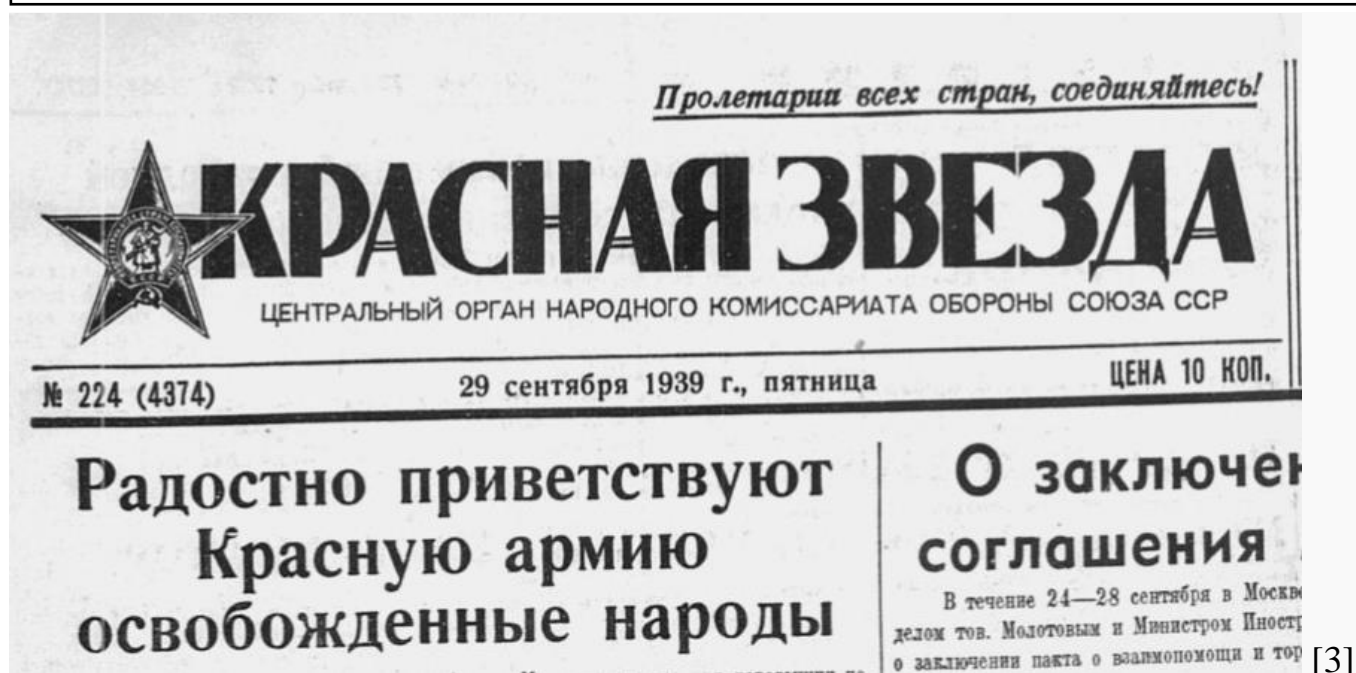 Пролетарии всех стран, соединяйтесь!
КРАСНАЯ ЗВЕЗДА
ЦЕНТРАЛЬНЫЙ ОРГАН НАРОДНОГО КОМИССАРИАТА ОБОРОНЫ СОЮЗА ССР
№ 224 (4374)
29 сентября 1939 г., пятница
ЦЕНА 10 КОП.
Радостно приветствуют
Красную армию
освобожденные народы
О заключен
соглашения
В течение 24—28 сентября в Москве
делом тов. Молотовым и Министром Иностр
о заключении пакта о взаимопомощи и тор
[3]